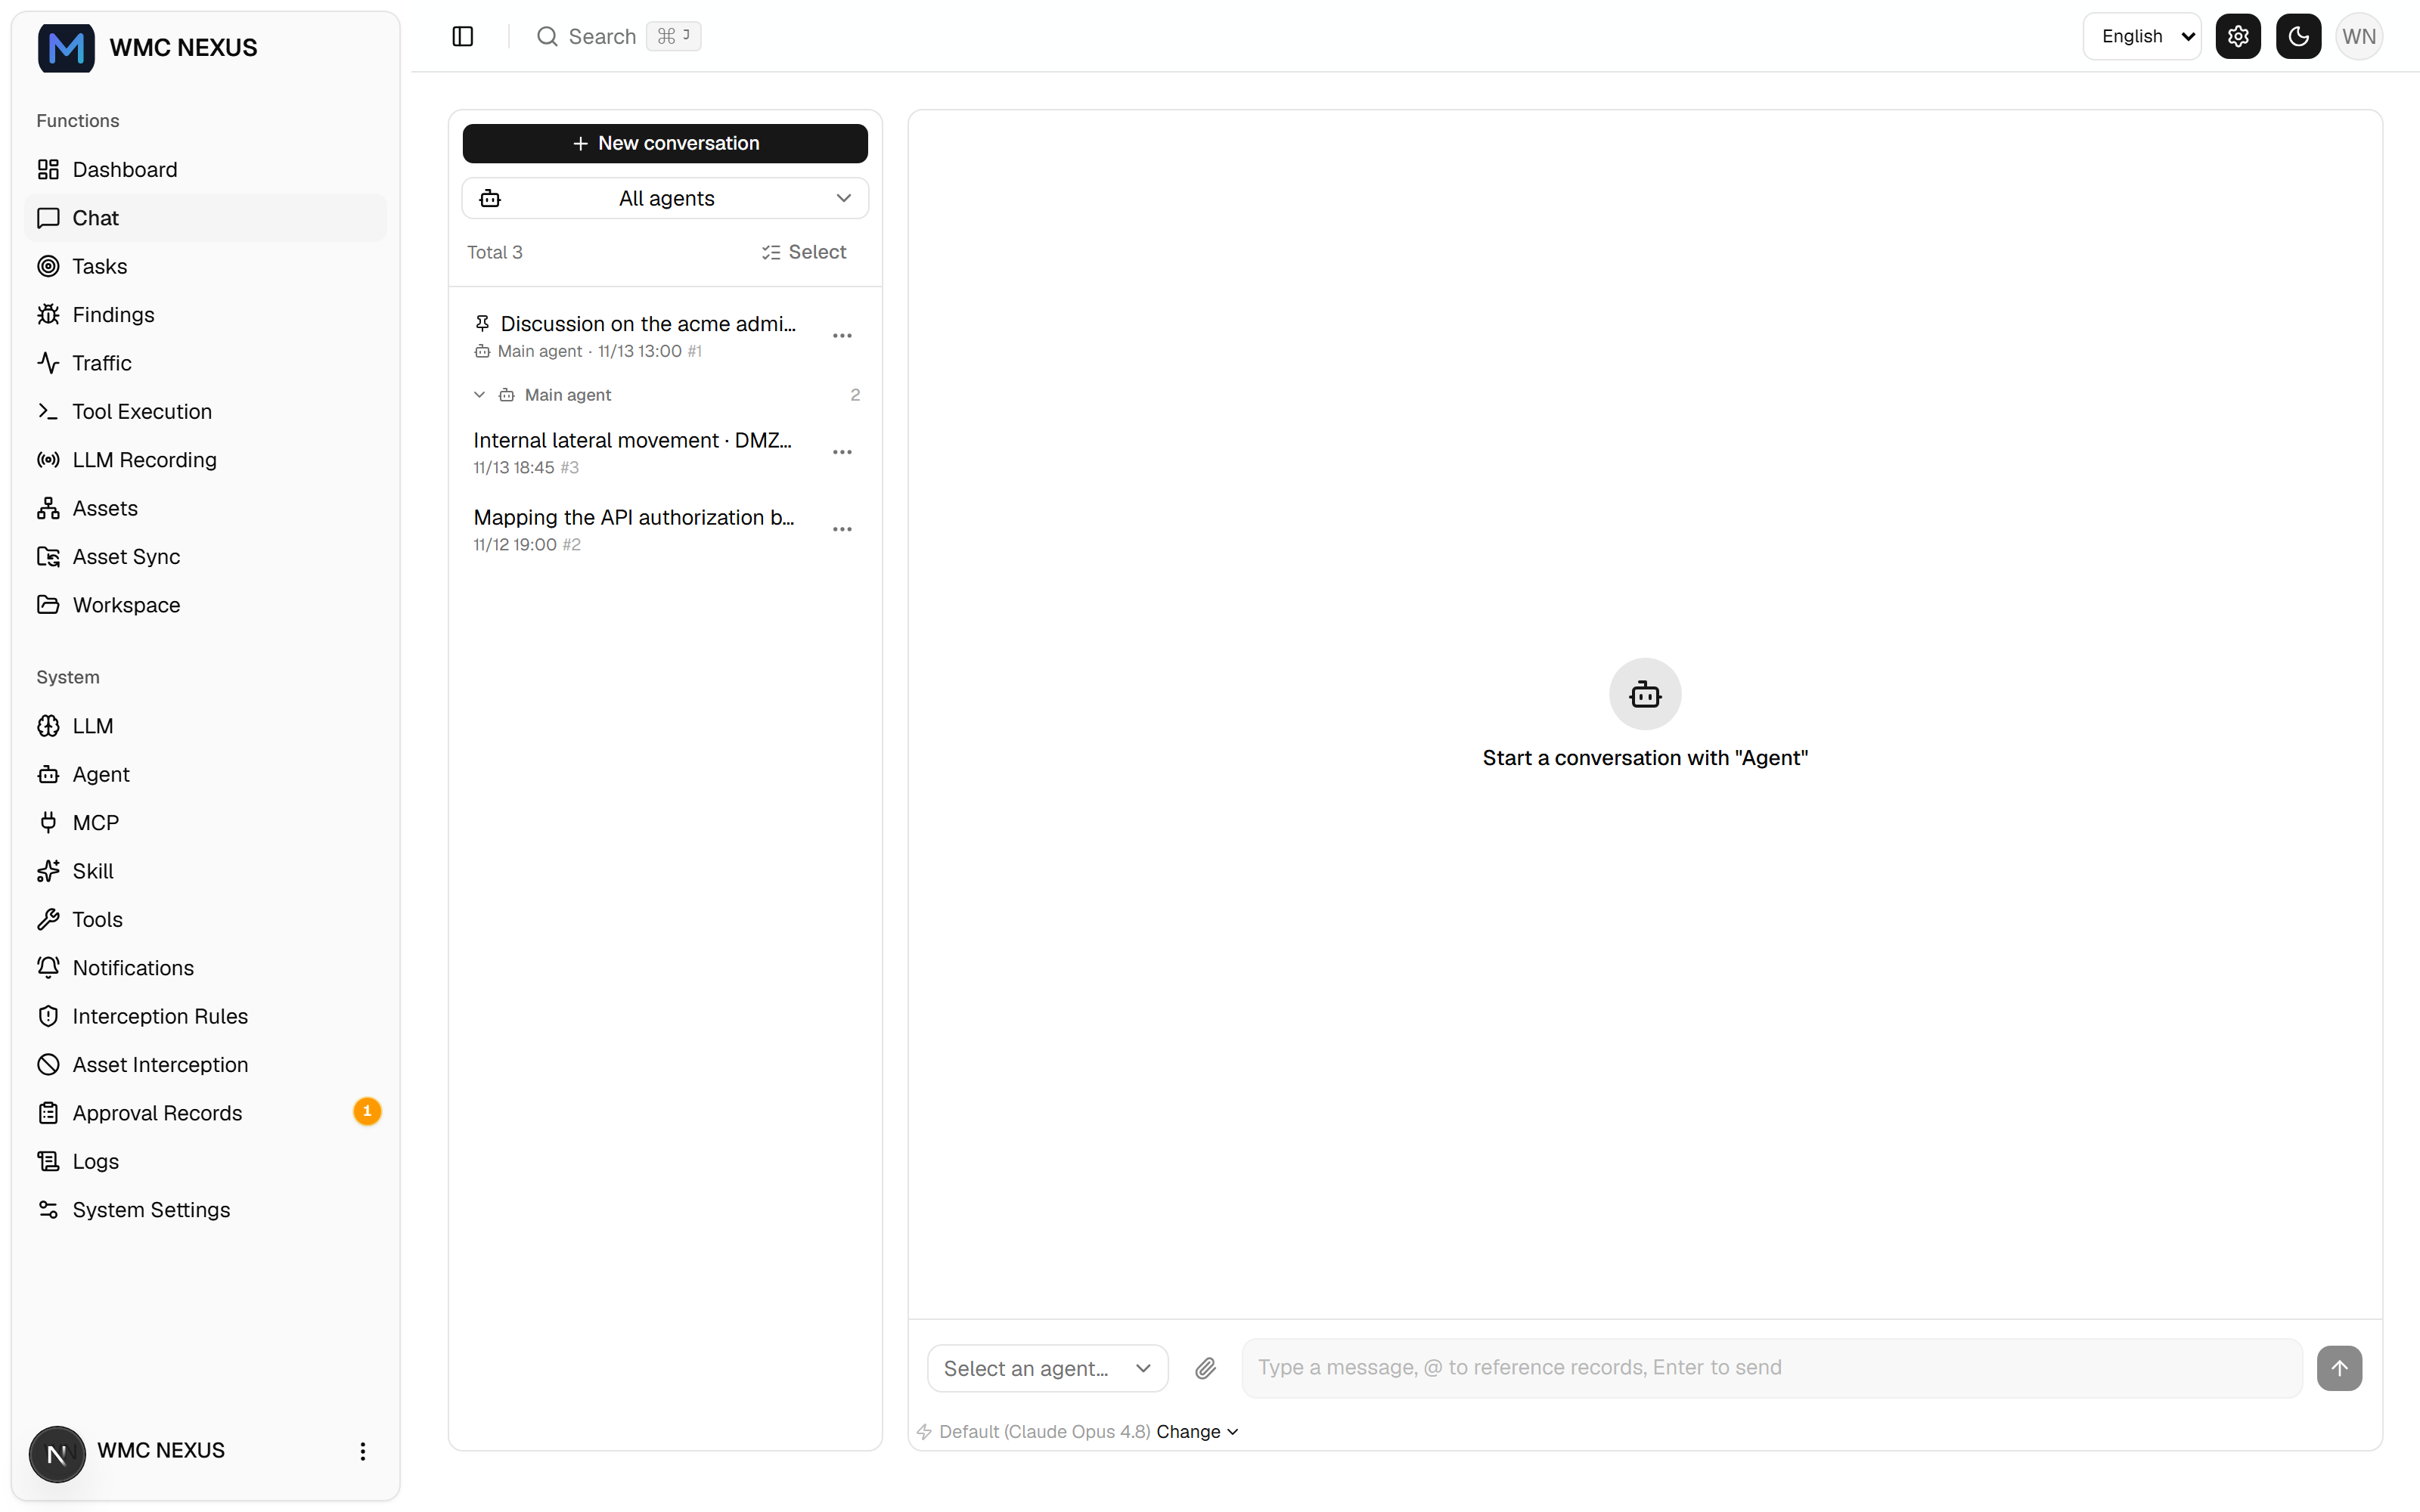 WMC NEXUS
Search ⌘ J
English
WN
Functions
Dashboard
Chat
Tasks
Findings
Traffic
Tool Execution
LLM Recording
Assets
Asset Sync
Workspace
System
LLM
Agent
MCP
Skill
Tools
Notifications
Interception Rules
Asset Interception
Approval Records 1
Logs
System Settings
N WMC NEXUS
+ New conversation
All agents
Total 3 Select
Discussion on the acme admi...
Main agent · 11/13 13:00 #1
Main agent 2
Internal lateral movement · DMZ...
11/13 18:45 #3
Mapping the API authorization b...
11/12 19:00 #2
Start a conversation with "Agent"
Select an agent...
Type a message, @ to reference records, Enter to send
Default (Claude Opus 4.8) Change